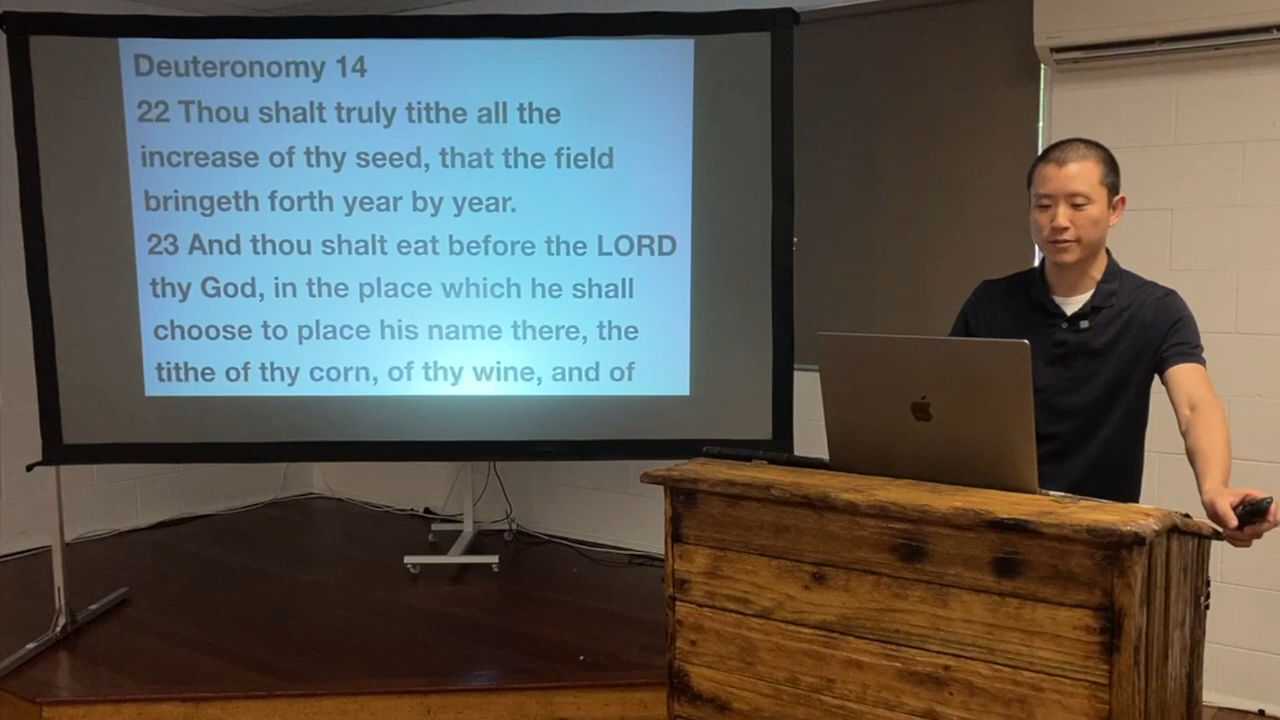 Deuteronomy 14
22 Thou shalt truly tithe all the
increase of thy seed, that the field
bringeth forth year by year.
23 And thou shalt eat before the LORD
thy God, in the place which he shall
choose to place his name there, the
tithe of thy corn, of thy wine, and of